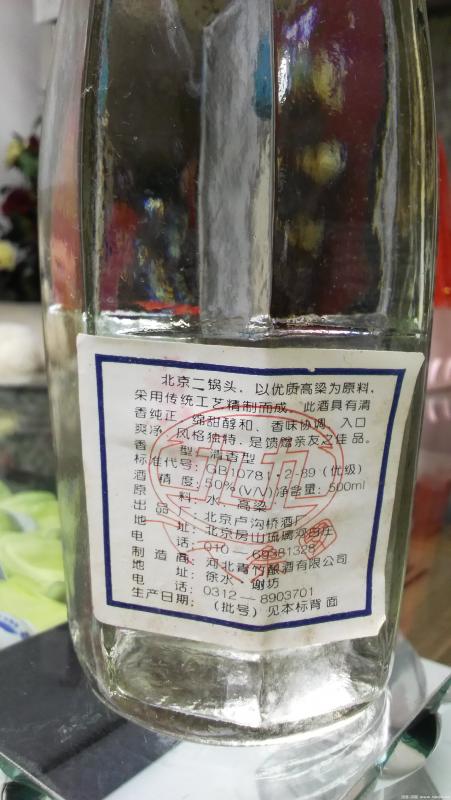 北京二锅头，以优质高梁为原料，
采用传统工艺精制而成，此酒具有清
香纯正、绵甜醇和、香味协调、入口
爽净、风格独特，是馈赠亲友之佳品。
香　型：清香型
标准代号：GB10781·2-89（优级）
酒精度：50%(V/V)净含量：500ml
原　料：水、高梁
出品：北京卢沟桥酒厂
地　址：北京房山琉璃河白庄
电　话：010-69381328
制造商：河北青竹酿酒有限公司
地　址：徐水　谢坊
电　话：0312-8903701
生产日期：（批号）见本标背面